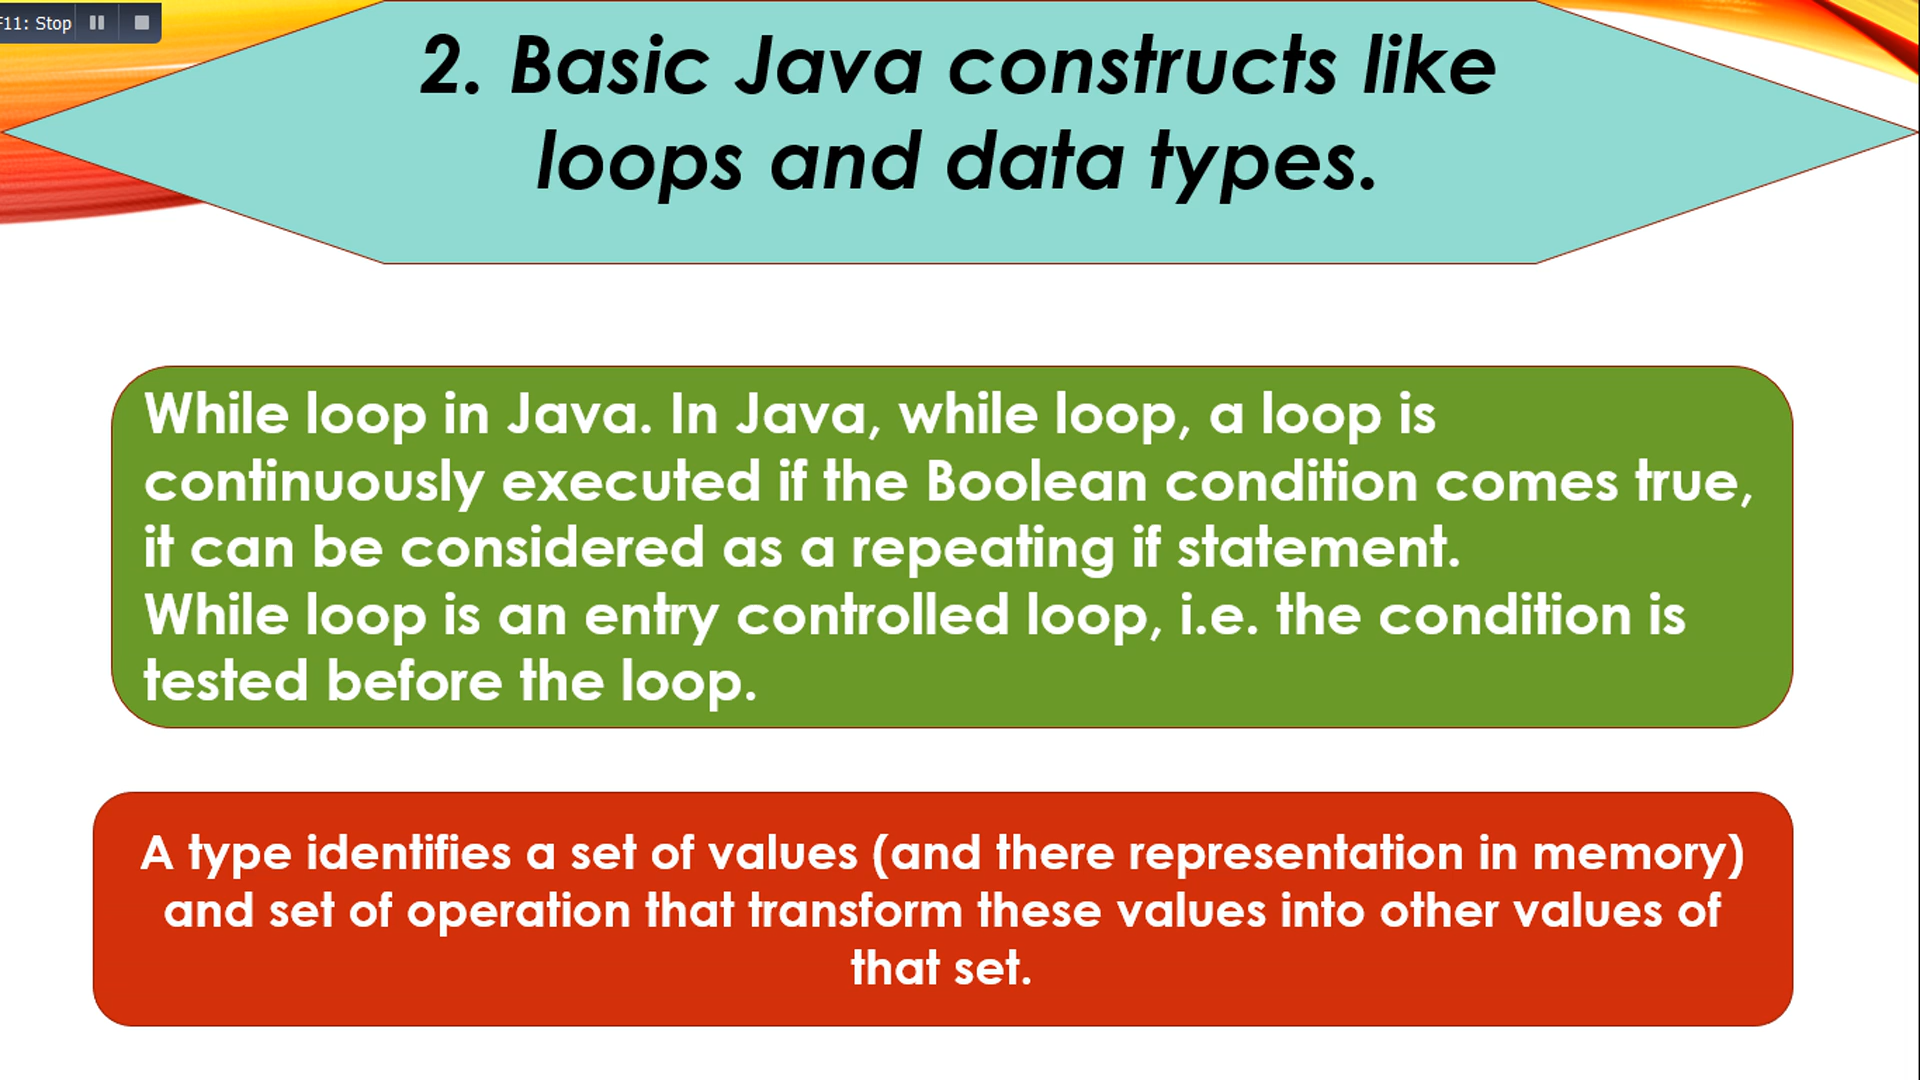 F11: Stop
2. Basic Java constructs like
loops and data types.
While loop in Java. In Java, while loop, a loop is
continuously executed if the Boolean condition comes true,
it can be considered as a repeating if statement.
While loop is an entry controlled loop, i.e. the condition is
tested before the loop.
A type identifies a set of values (and there representation in memory)
and set of operation that transform these values into other values of
that set.